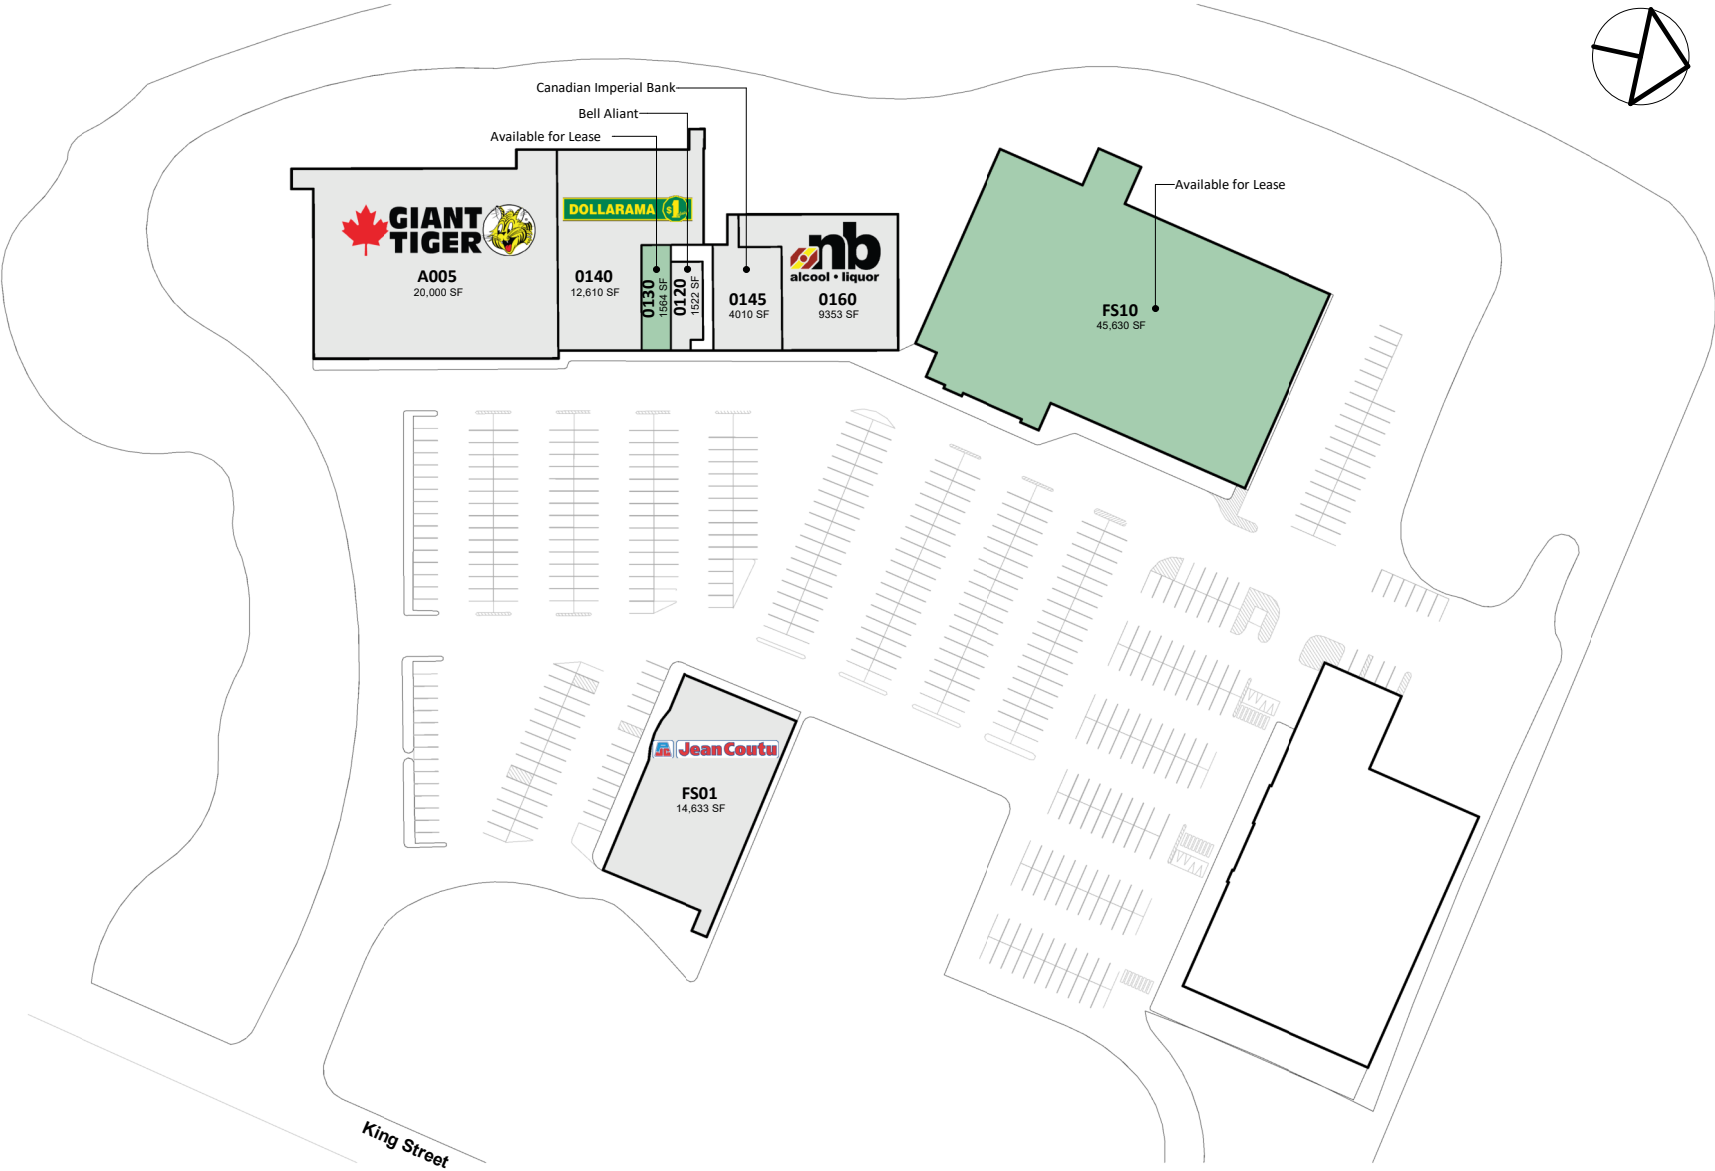 Canadian Imperial Bank
Bell Aliant
Available for Lease
Available for Lease
GIANT
TIGER
A005
20,000 SF
DOLLARAMA $1
0140
12,610 SF
0130
1564 SF
0120
1522 SF
0145
4010 SF
nb
alcool • liquor
0160
9353 SF
FS10
45,630 SF
JC Jean Coutu
FS01
14,633 SF
King Street